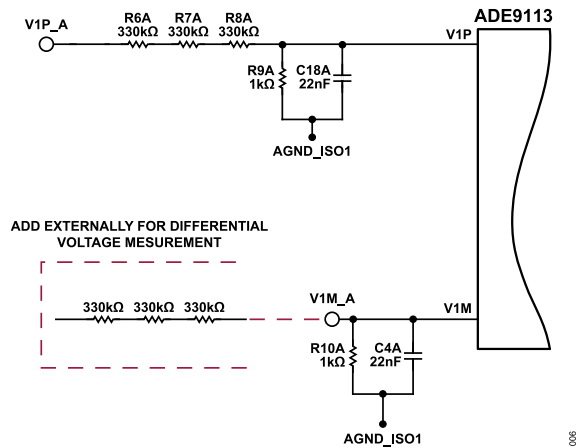 ADE9113
V1P_A
R6A
330kΩ
R7A
330kΩ
R8A
330kΩ
V1P
R9A
1kΩ
C18A
22nF
AGND_ISO1
ADD EXTERNALLY FOR DIFFERENTIAL
VOLTAGE MESUREMENT
330kΩ 330kΩ 330kΩ
V1M_A
V1M
R10A
1kΩ
C4A
22nF
AGND_ISO1
006